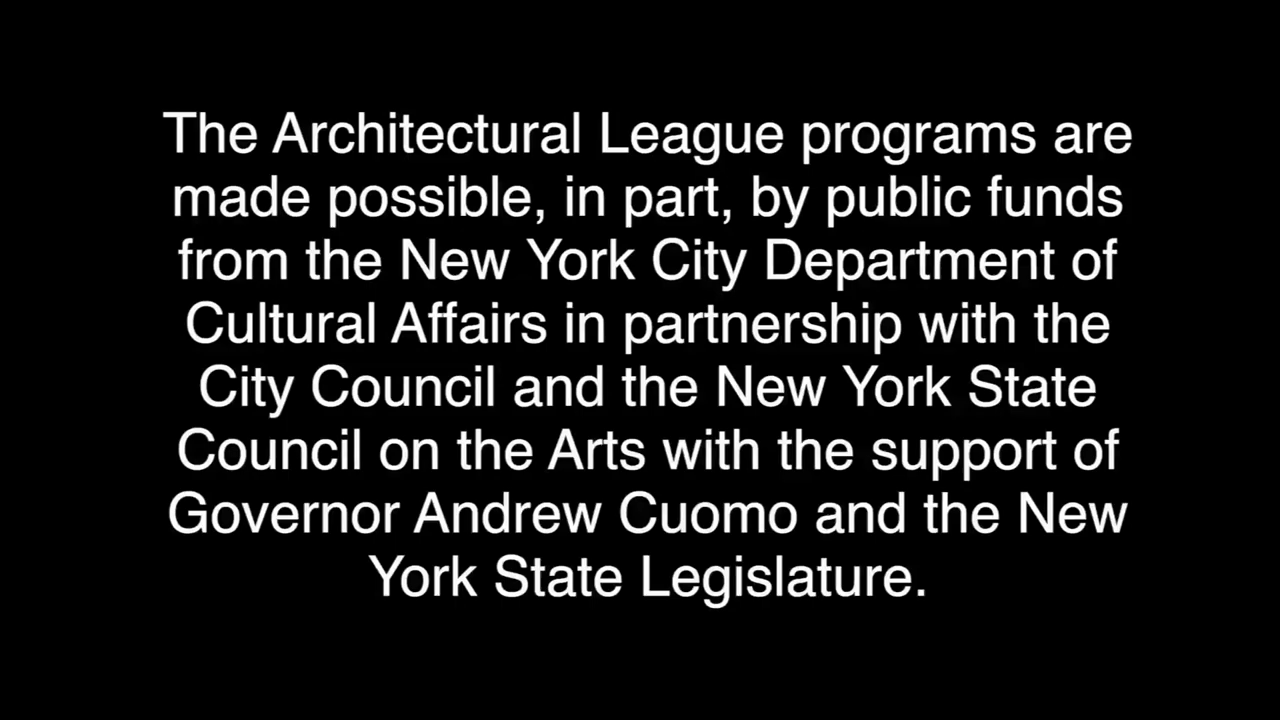 The Architectural League programs are
made possible, in part, by public funds
from the New York City Department of
Cultural Affairs in partnership with the
City Council and the New York State
Council on the Arts with the support of
Governor Andrew Cuomo and the New
York State Legislature.